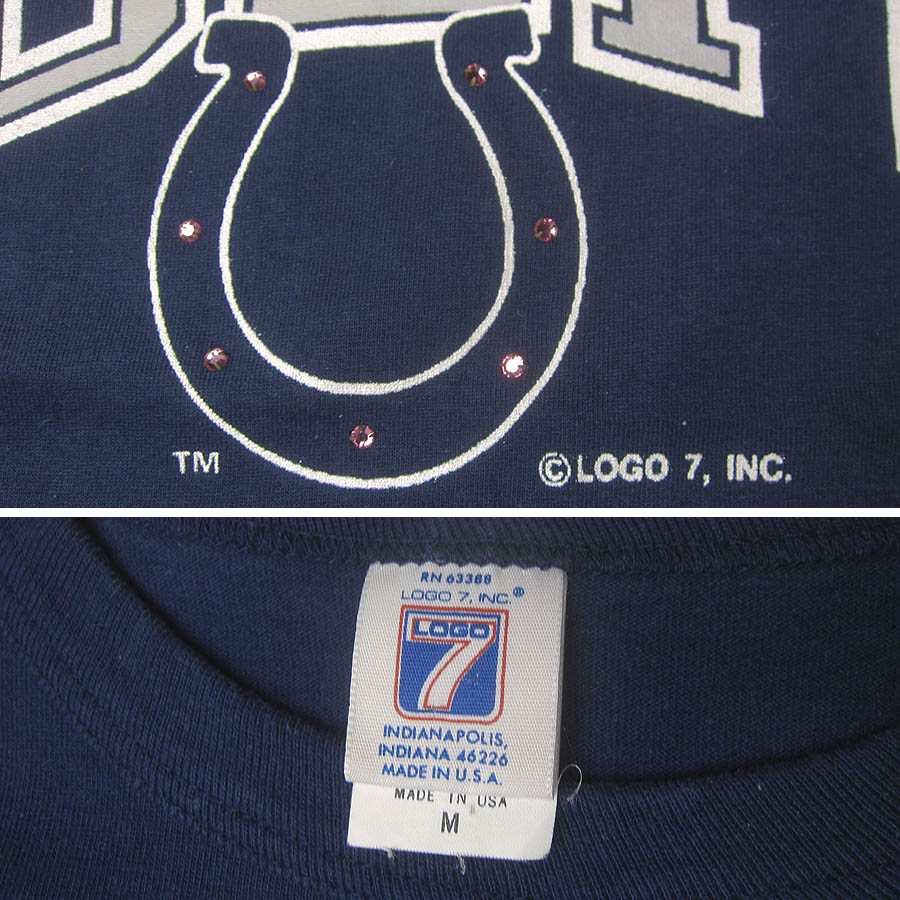 TM
© LOGO 7, INC.
RN 63388
LOGO 7, INC.®
LOGO
7
INDIANAPOLIS,
INDIANA 46226
MADE IN U.S.A.
MADE IN USA
M